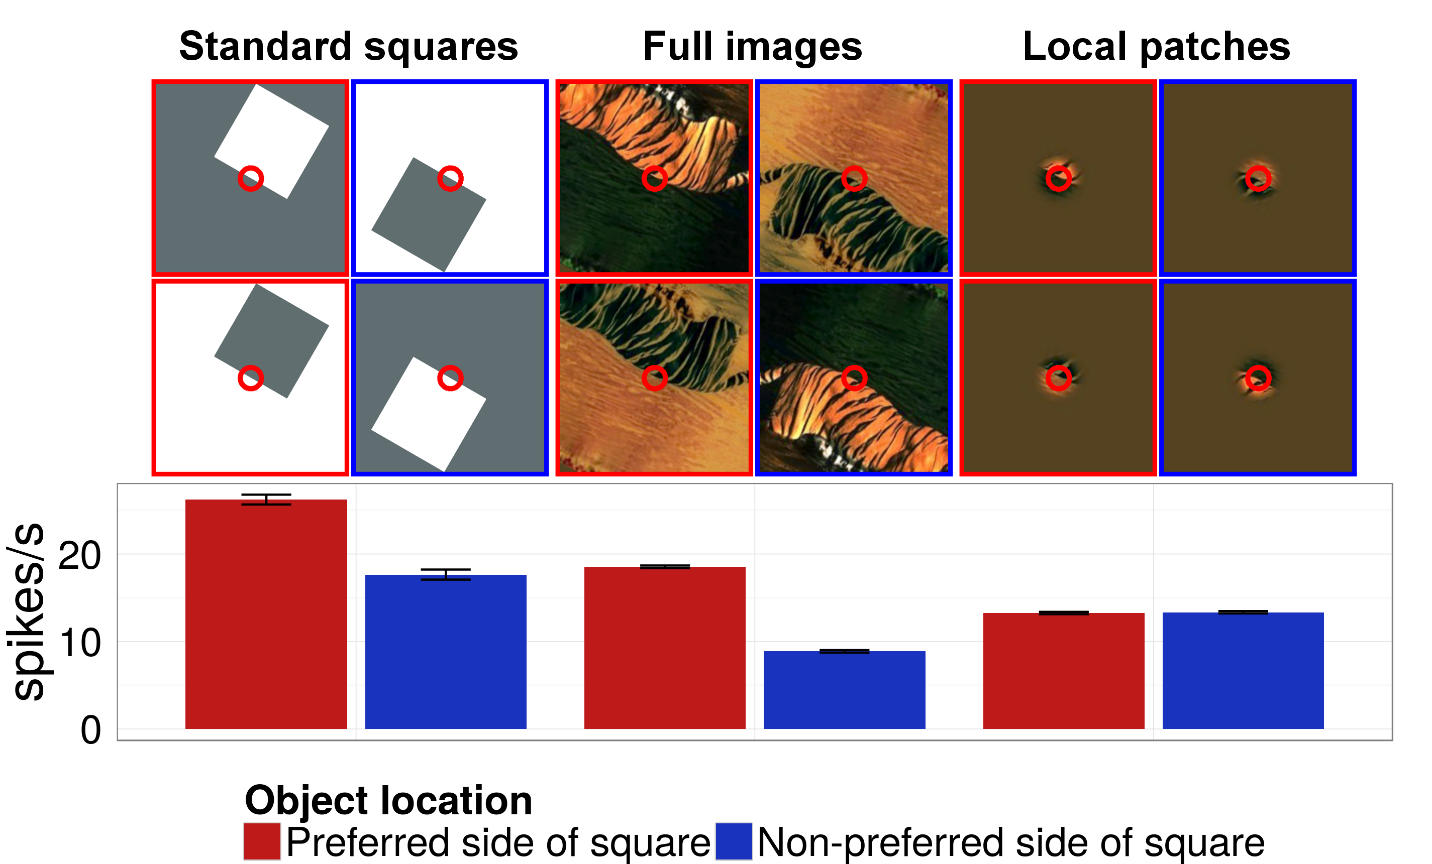 Standard squares
Full images
Local patches
spikes/s
20
10
0
Object location
Preferred side of square
Non-preferred side of square